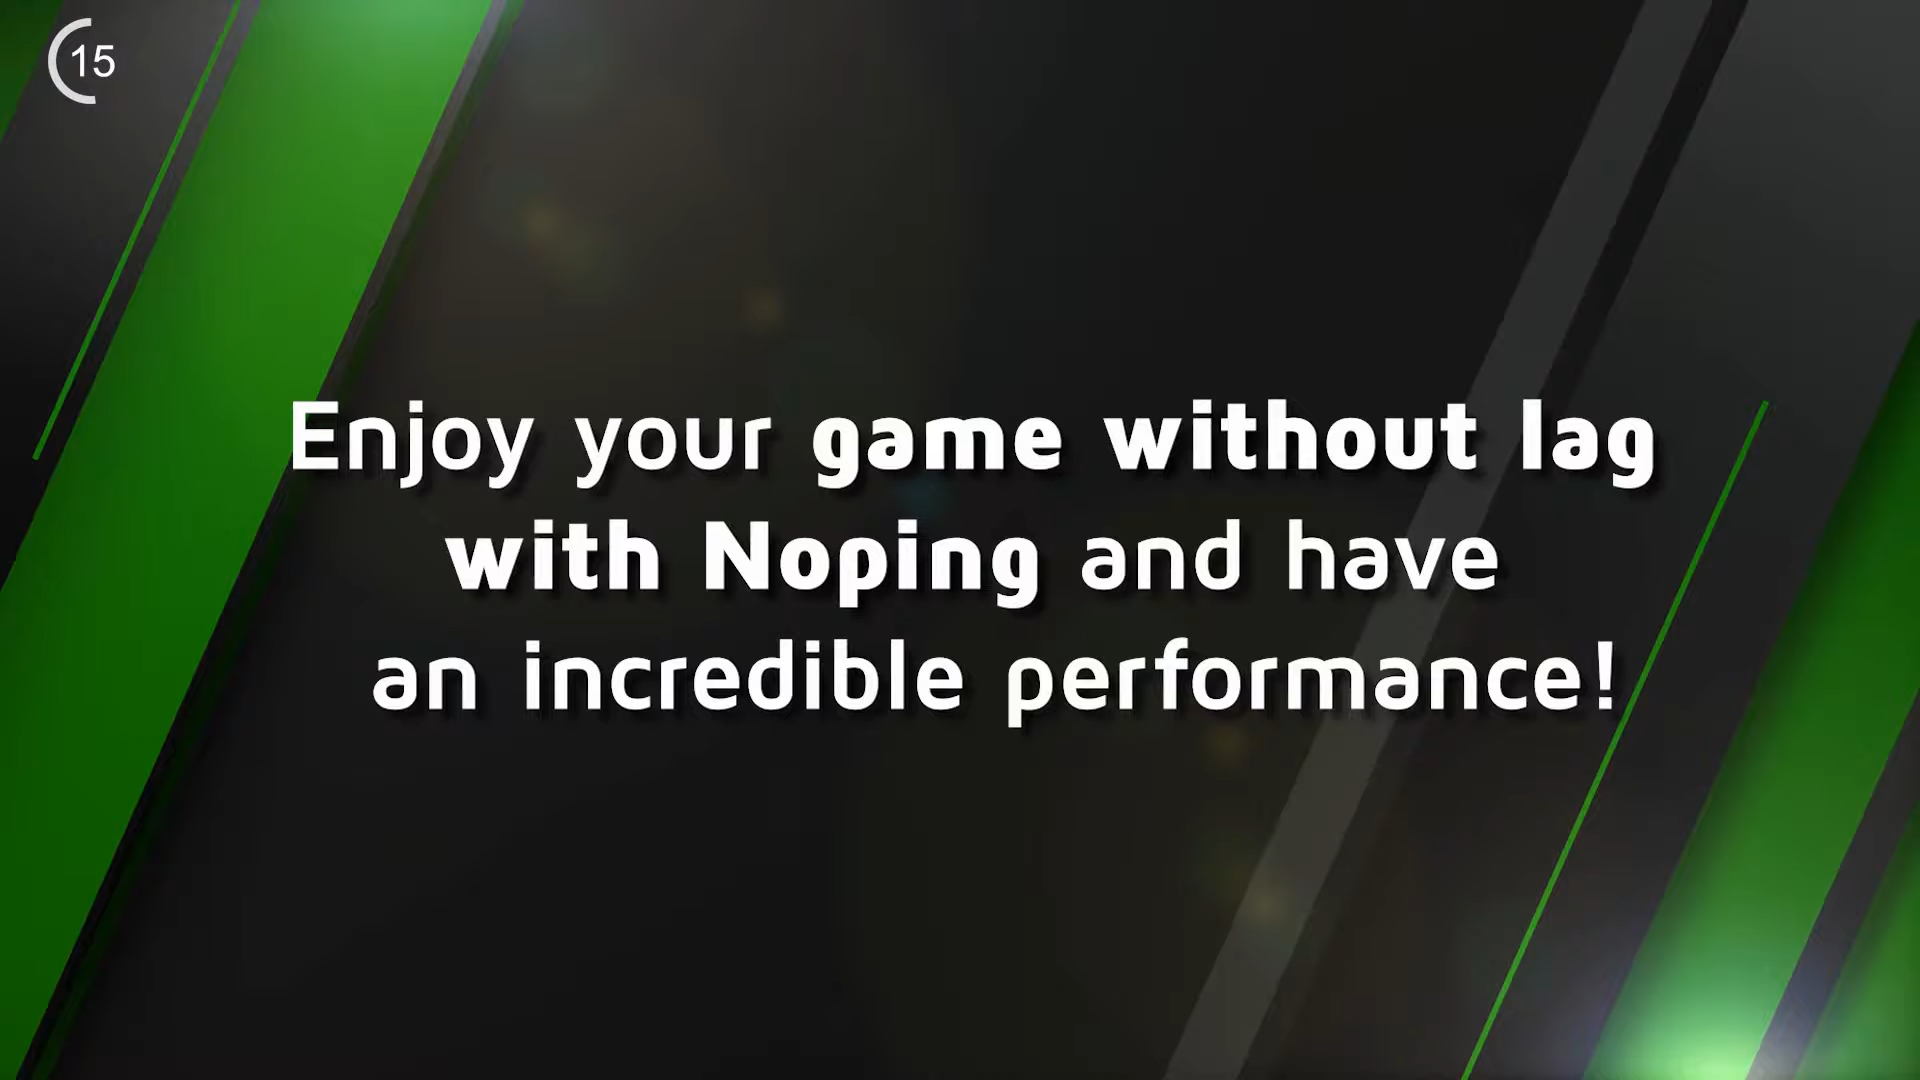 15
Enjoy your game without lag
with Noping and have
an incredible performance!